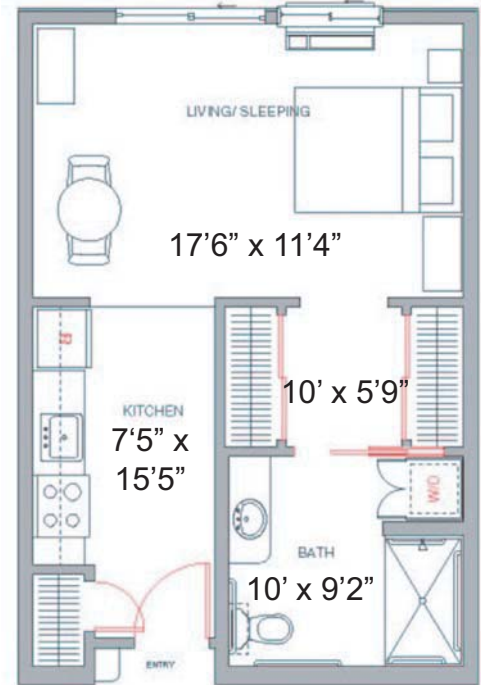 LIVING/ SLEEPING
17'6” x 11'4”
R
10’ x 5’9”
KITCHEN
7‘5” x
15’5”
W/D
BATH
10’ x 9’2”
ENTRY